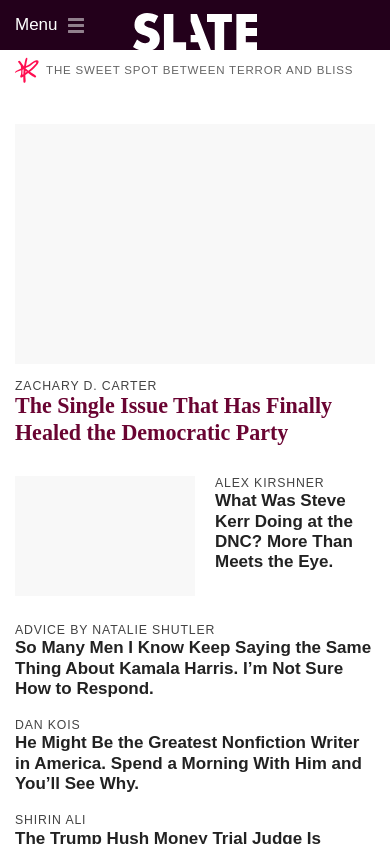 Menu
SLATE
THE SWEET SPOT BETWEEN TERROR AND BLISS
ZACHARY D. CARTER
The Single Issue That Has Finally
Healed the Democratic Party
ALEX KIRSHNER
What Was Steve
Kerr Doing at the
DNC? More Than
Meets the Eye.
ADVICE BY NATALIE SHUTLER
So Many Men I Know Keep Saying the Same
Thing About Kamala Harris. I’m Not Sure
How to Respond.
DAN KOIS
He Might Be the Greatest Nonfiction Writer
in America. Spend a Morning With Him and
You’ll See Why.
SHIRIN ALI
The Trump Hush Money Trial Judge Is